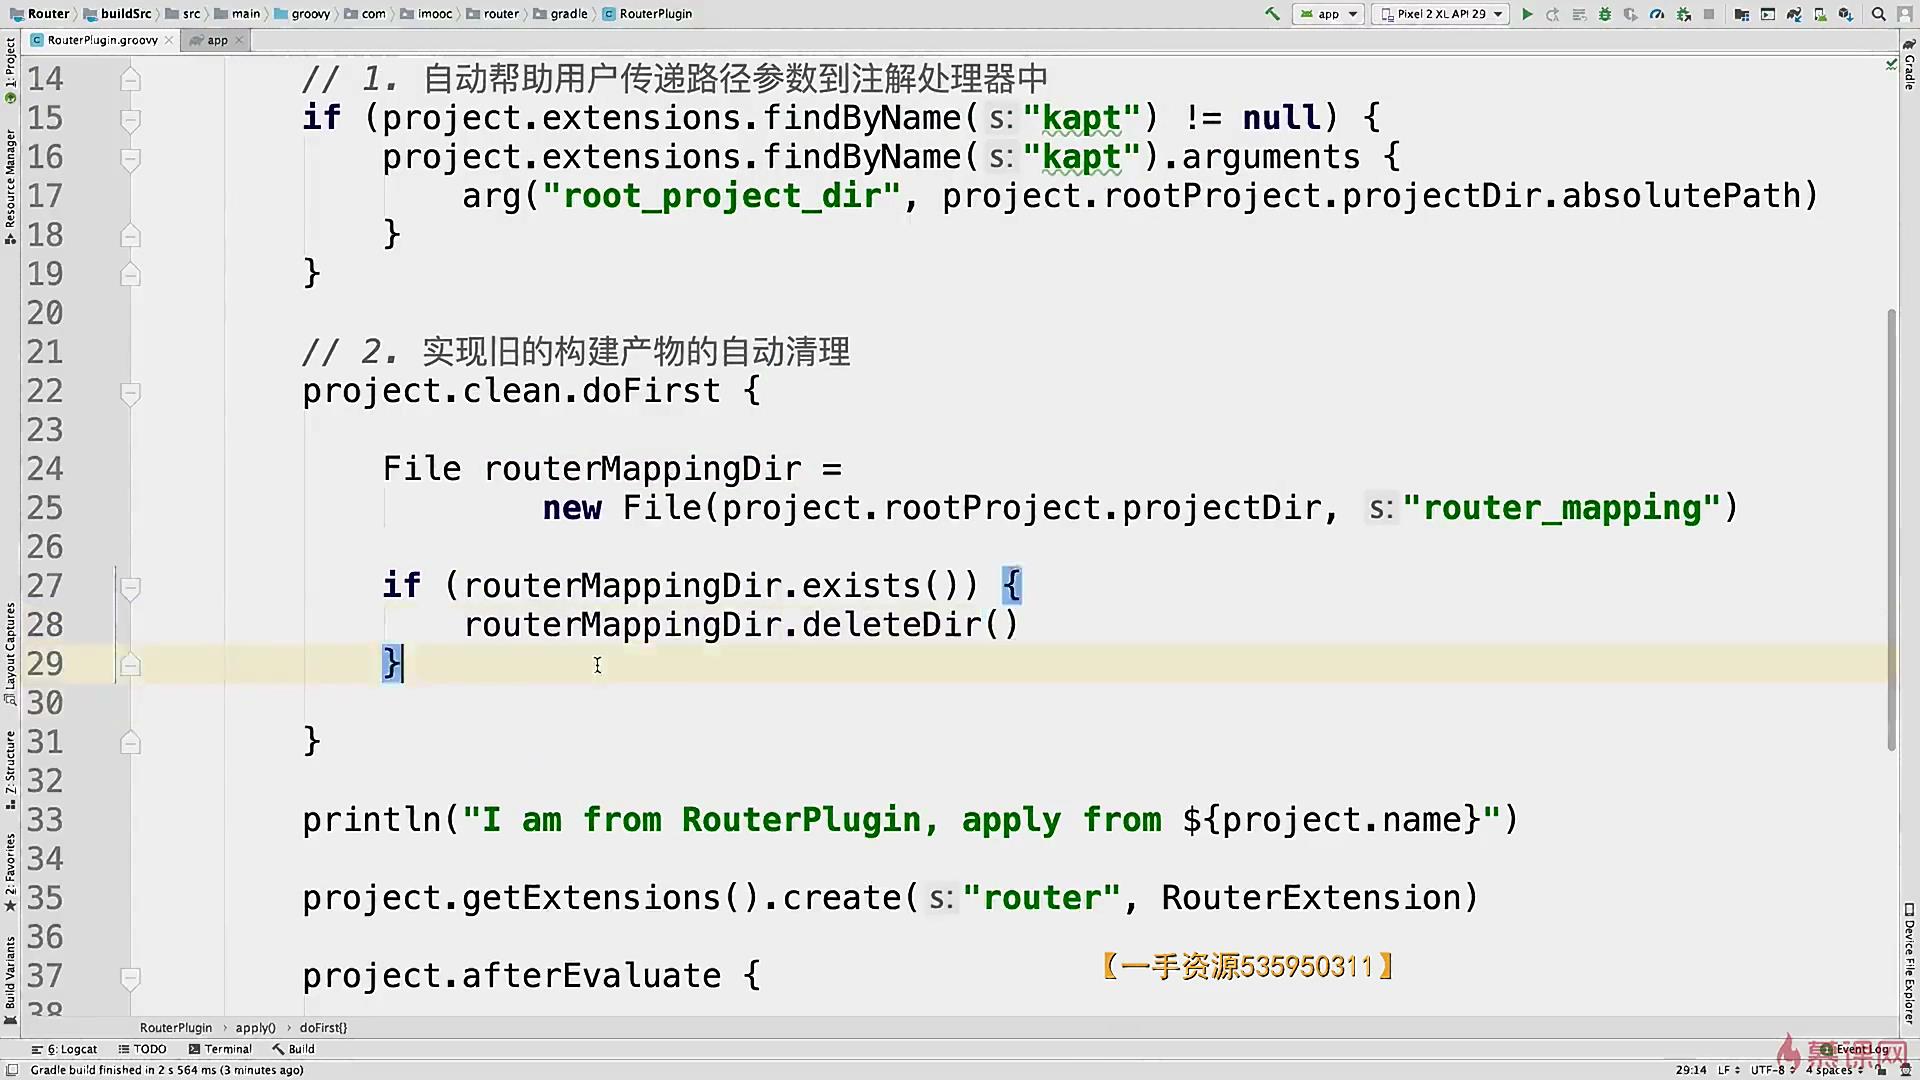 Router buildSrc src main groovy com imooc router gradle RouterPlugin app Pixel 2 XL API 29
RouterPlugin.groovy app
14 // 1. 自动帮助用户传递路径参数到注解处理器中
15 if (project.extensions.findByName( s: "kapt") != null) {
16 project.extensions.findByName( s: "kapt").arguments {
17 arg("root_project_dir", project.rootProject.projectDir.absolutePath)
18 }
19 }
20
21 // 2. 实现旧的构建产物的自动清理
22 project.clean.doFirst {
23
24 File routerMappingDir =
25 new File(project.rootProject.projectDir, s: "router_mapping")
26
27 if (routerMappingDir.exists()) {
28 routerMappingDir.deleteDir()
29 }
30
31 }
32
33 println("I am from RouterPlugin, apply from ${project.name}")
34
35 project.getExtensions().create( s: "router", RouterExtension)
36
37 project.afterEvaluate {
38
【一手资源535950311】
RouterPlugin › apply() › doFirst{}
6: Logcat TODO Terminal Build Event Log
慕课网
Gradle build finished in 2 s 564 ms (3 minutes ago) 29:14 LF UTF-8 4 spaces
1: Project
Resource Manager
Layout Captures
Z: Structure
2: Favorites
Build Variants
Gradle
Device File Explorer